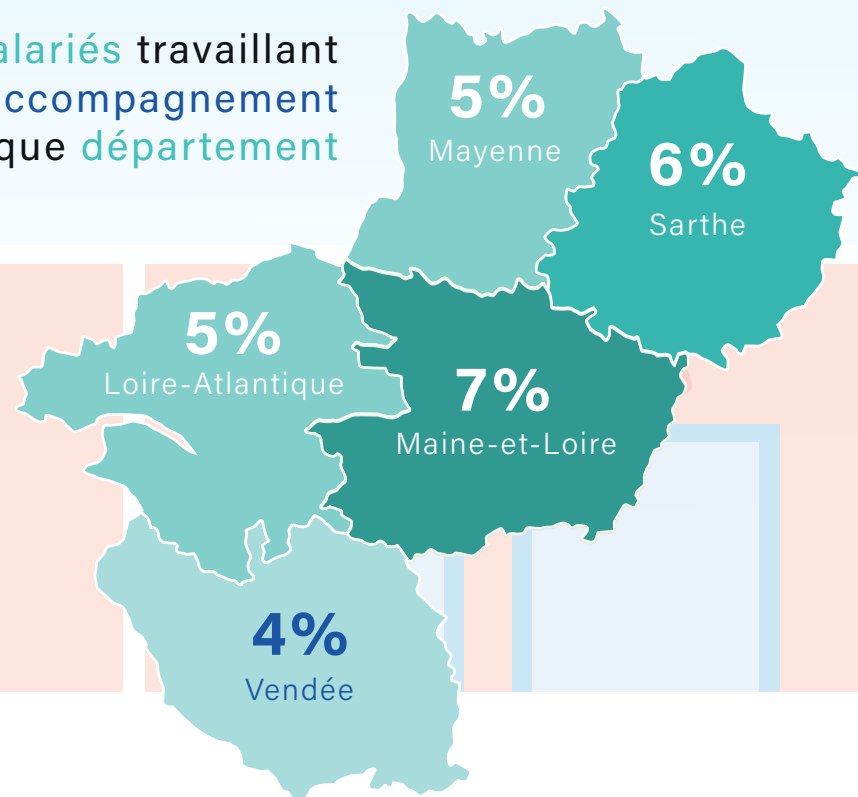 alariés travaillant
ccompagnement
que département
5%
Mayenne
6%
Sarthe
5%
Loire-Atlantique
7%
Maine-et-Loire
4%
Vendée